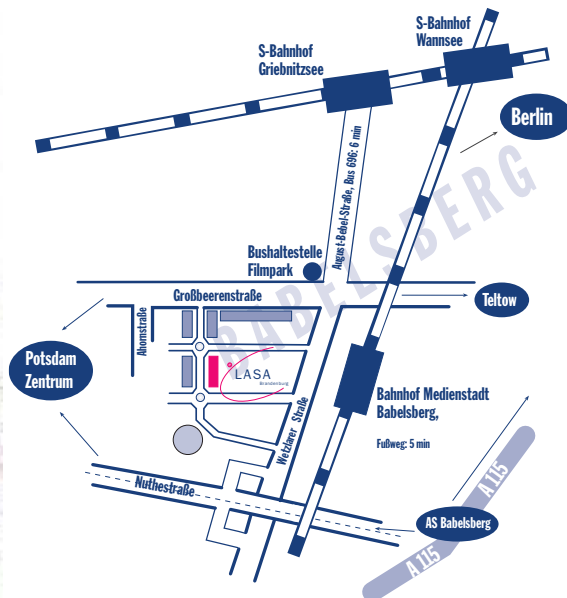 S-Bahnhof
Wannsee
S-Bahnhof
Griebnitzsee
Berlin
August-Bebel-Straße, Bus 696: 6 min
BABELSBERG
Bushaltestelle
Filmpark
Großbeerenstraße
Teltow
Ahornstraße
Potsdam
Zentrum
LASA
Brandenburg
Bahnhof Medienstadt
Babelsberg,
Fußweg: 5 min
Wetzlarer Straße
Nuthestraße
A 115
AS Babelsberg
A 115